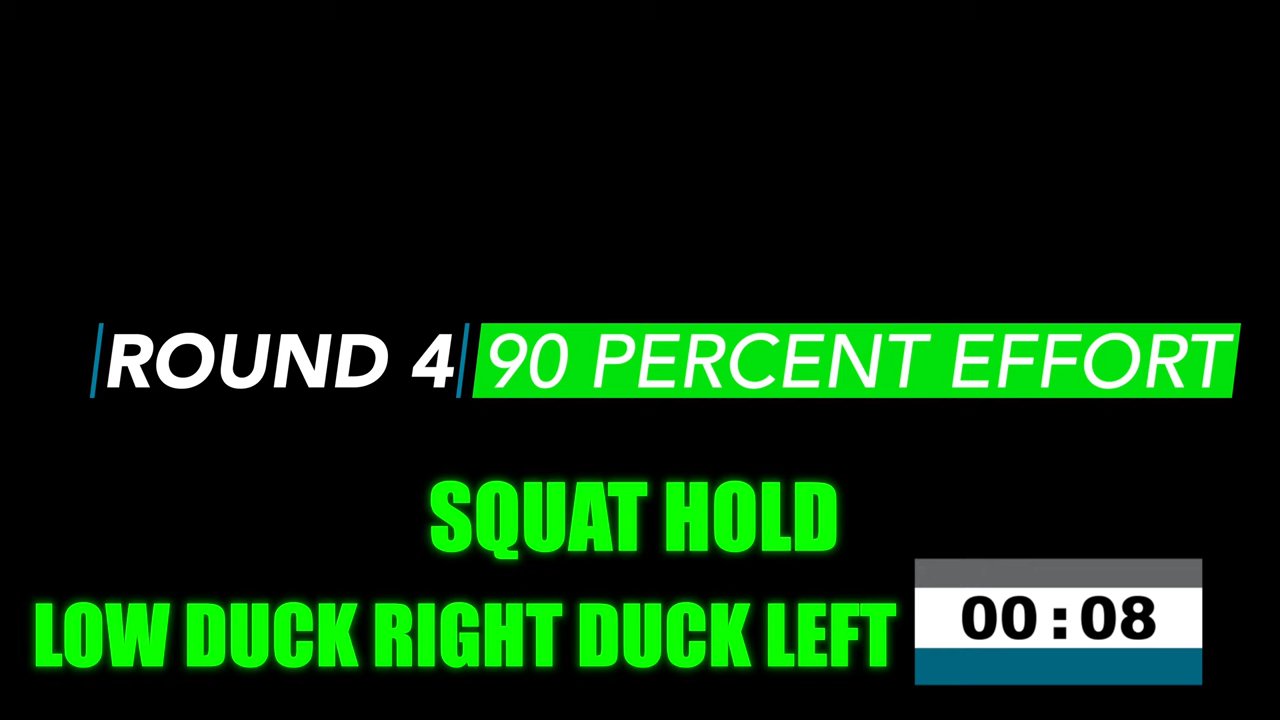 ROUND 4 90 PERCENT EFFORT
SQUAT HOLD
LOW DUCK RIGHT DUCK LEFT
00:08